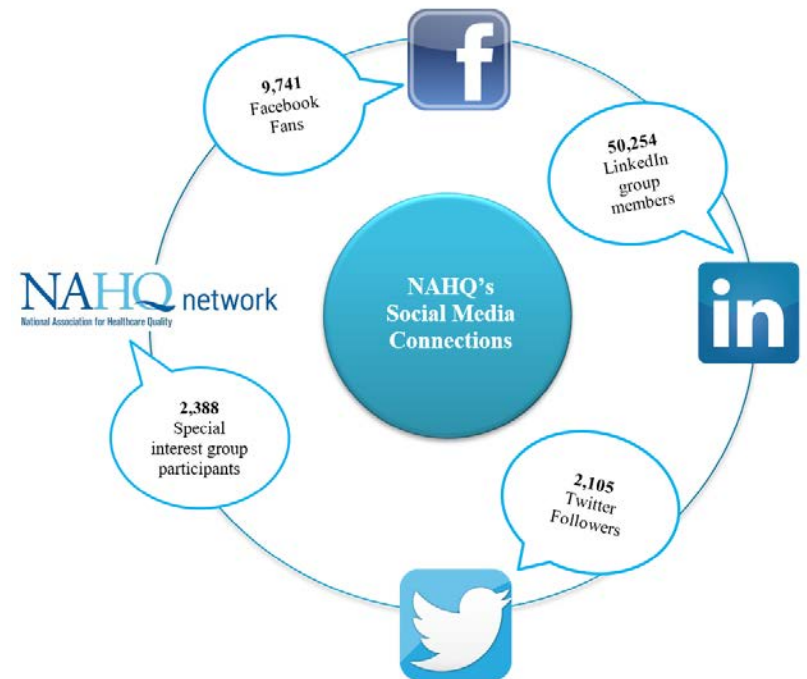 9,741
Facebook
Fans
50,254
LinkedIn
group
members
NAHQ's
Social Media
Connections
NAHQ network
National Association for Healthcare Quality
in
2,388
Special
interest group
participants
2,105
Twitter
Followers
f